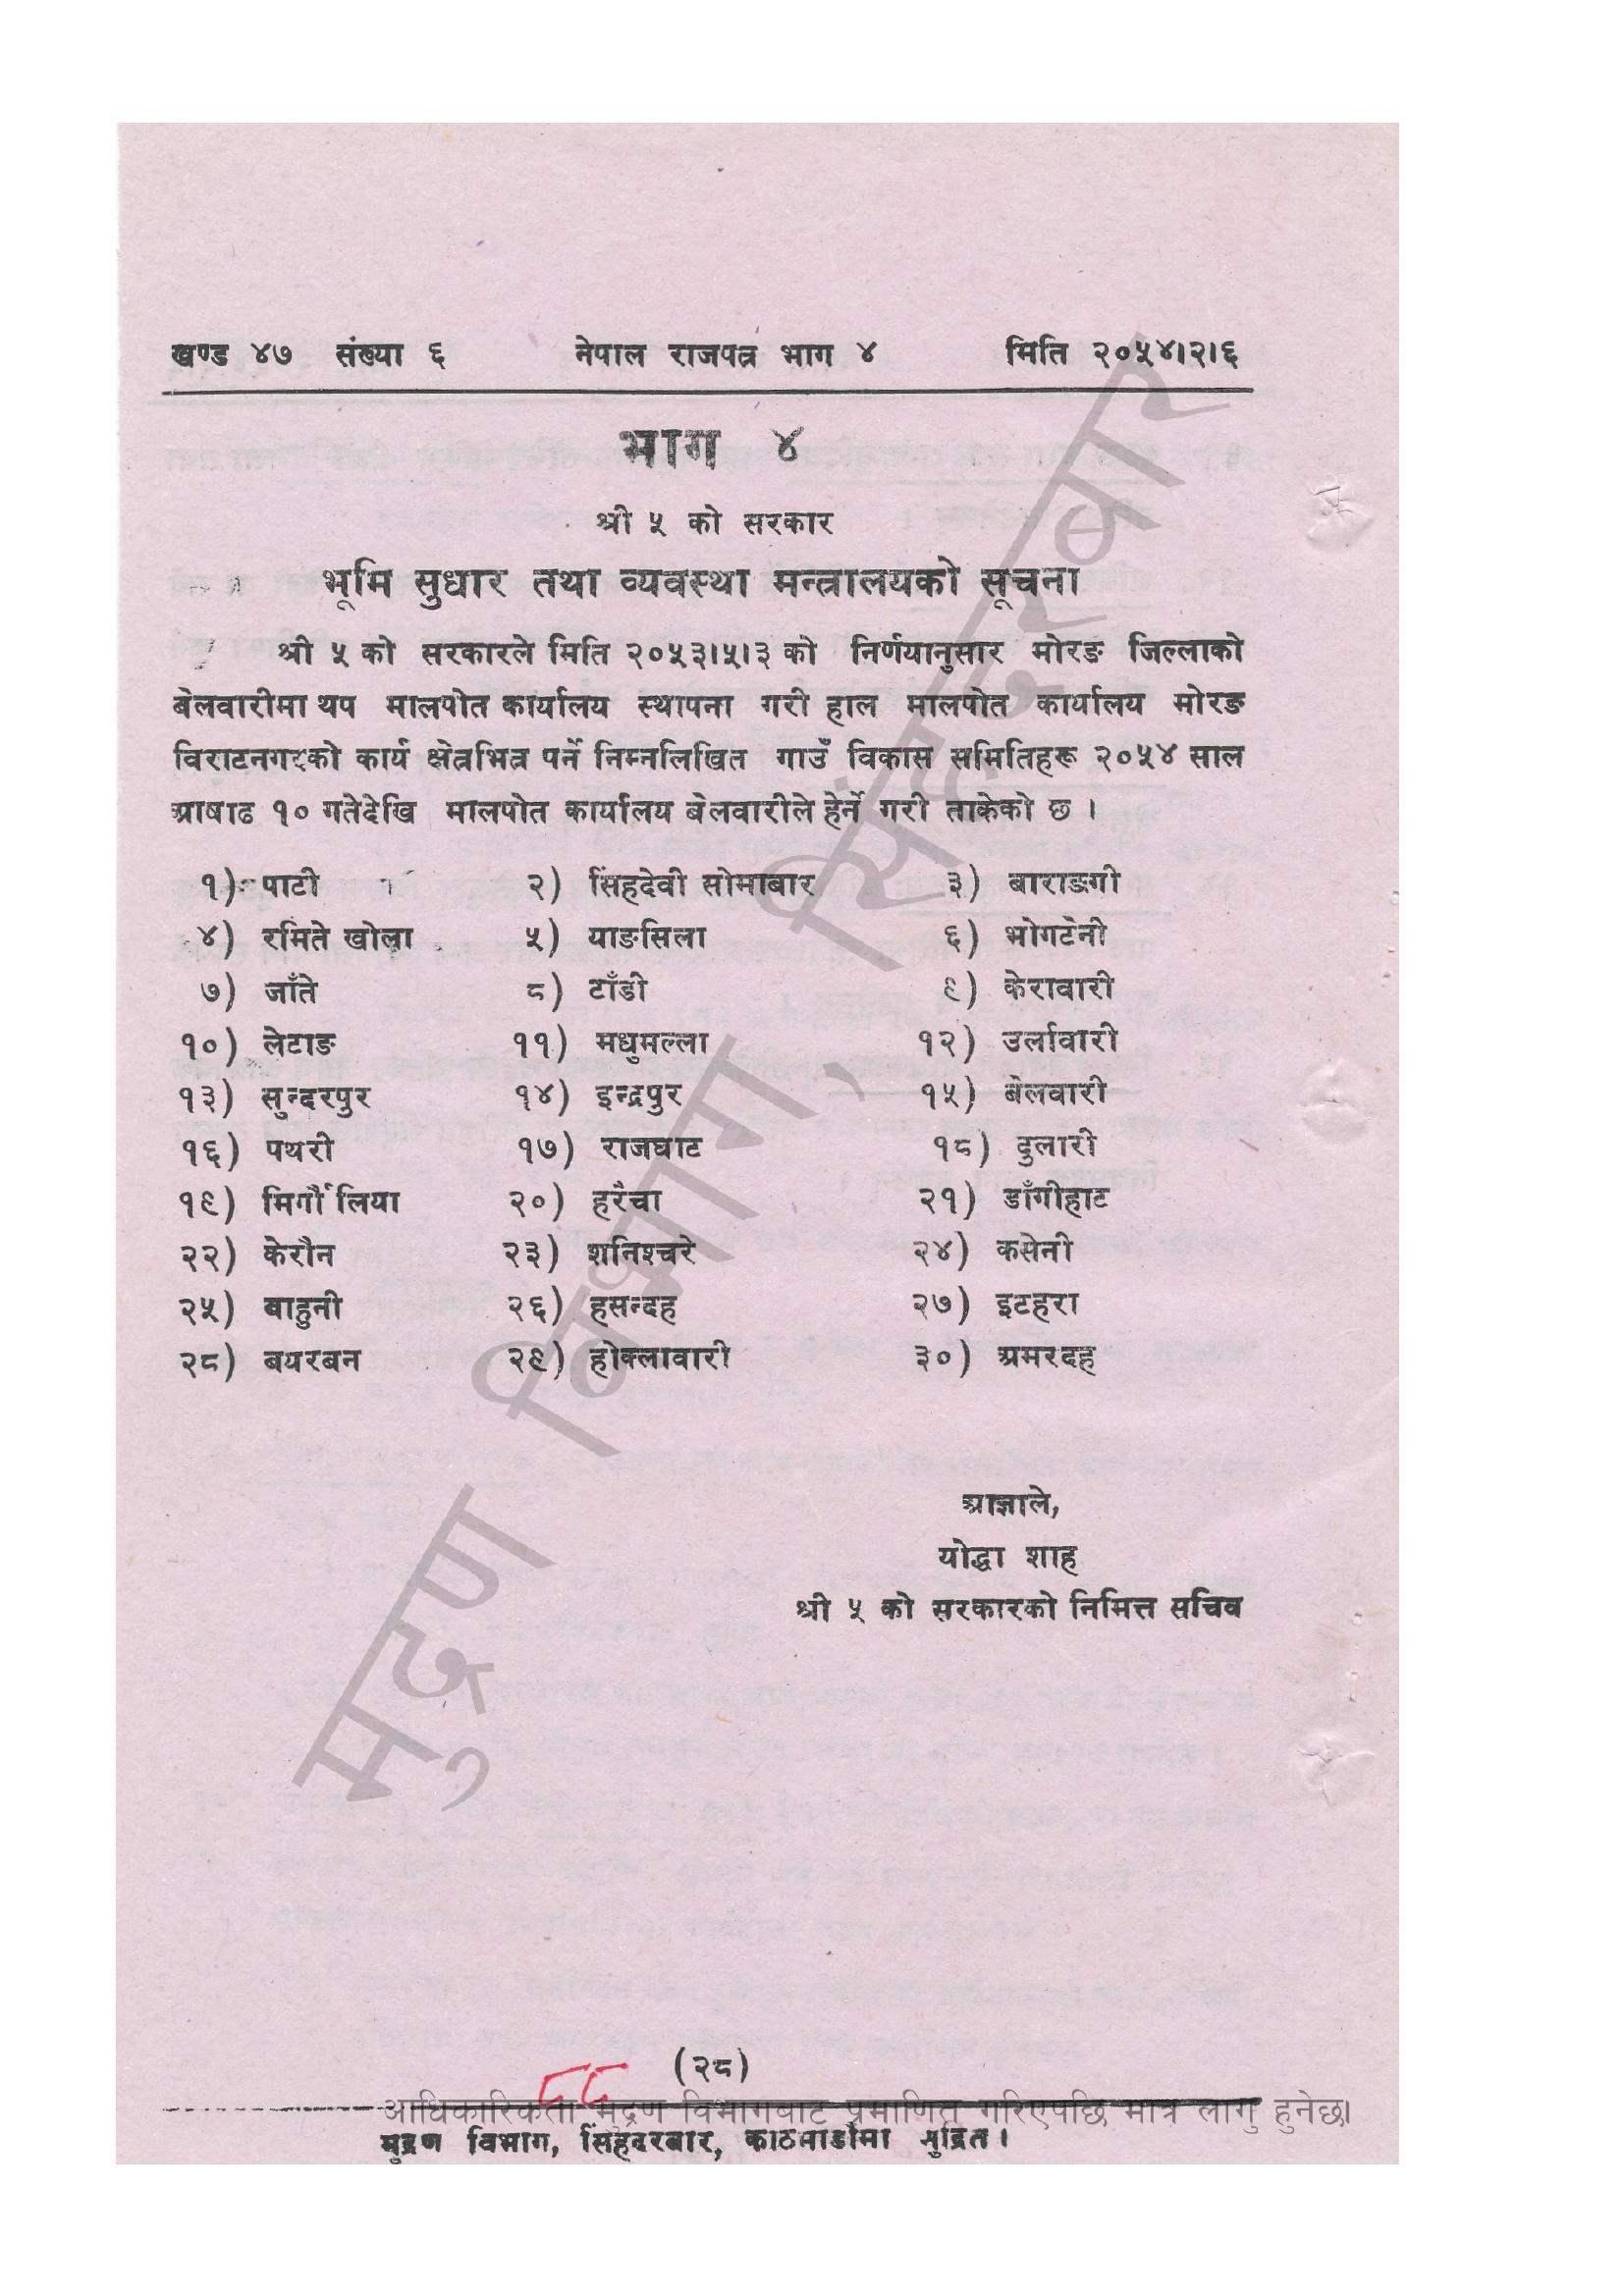 खण्ड ४७ संख्या ६ नेपाल राजपत्र भाग ४ मिति २०५४।२।६
भाग ४
श्री ५ को सरकार
भूमि सुधार तथा व्यवस्था मन्त्रालयको सूचना
श्री ५ को सरकारले मिति २०५३।५।३ को निर्णयानुसार मोरङ जिल्लाको
बेलवारीमा थप मालपोत कार्यालय स्थापना गरी हाल मालपोत कार्यालय मोरङ
विराटनगरको कार्य क्षेत्रभित्र पर्ने निम्नलिखित गाउँ विकास समितिहरू २०५४ साल
आषाढ १० गतेदेखि मालपोत कार्यालय बेलवारीले हेर्ने गरी ताकेको छ ।
१) पाटी २) सिंहदेवी सोमाबार ३) बाराङगी
४) रमिते खोला ५) याङसिला ६) भोगटेनी
७) जाँते ८) टाँडी ९) केरावारी
१०) लेटाङ ११) मधुमल्ला १२) उर्लावारी
१३) सुन्दरपुर १४) इन्द्रपुर १५) बेलवारी
१६) पथरी १७) राजघाट १८) दुलारी
१९) मिर्गौलिया २०) हरैचा २१) डाँगीहाट
२२) केरौन २३) शनिश्चरे २४) कसेनी
२५) बाहुनी २६) हसन्दह २७) इटहरा
२८) बयरबन २९) होक्लावारी ३०) अमरदह
आज्ञाले,
योद्धा शाह
श्री ५ को सरकारको निमित्त सचिव
मुद्रण विभाग, सिंहदरबार
(२८)
८८
आधिकारिकता मुद्रण विभागबाट प्रमाणित गरिएपछि मात्र लागु हुनेछ।
मुद्रण विभाग, सिंहदरबार, काठमाडौंमा मुद्रित ।